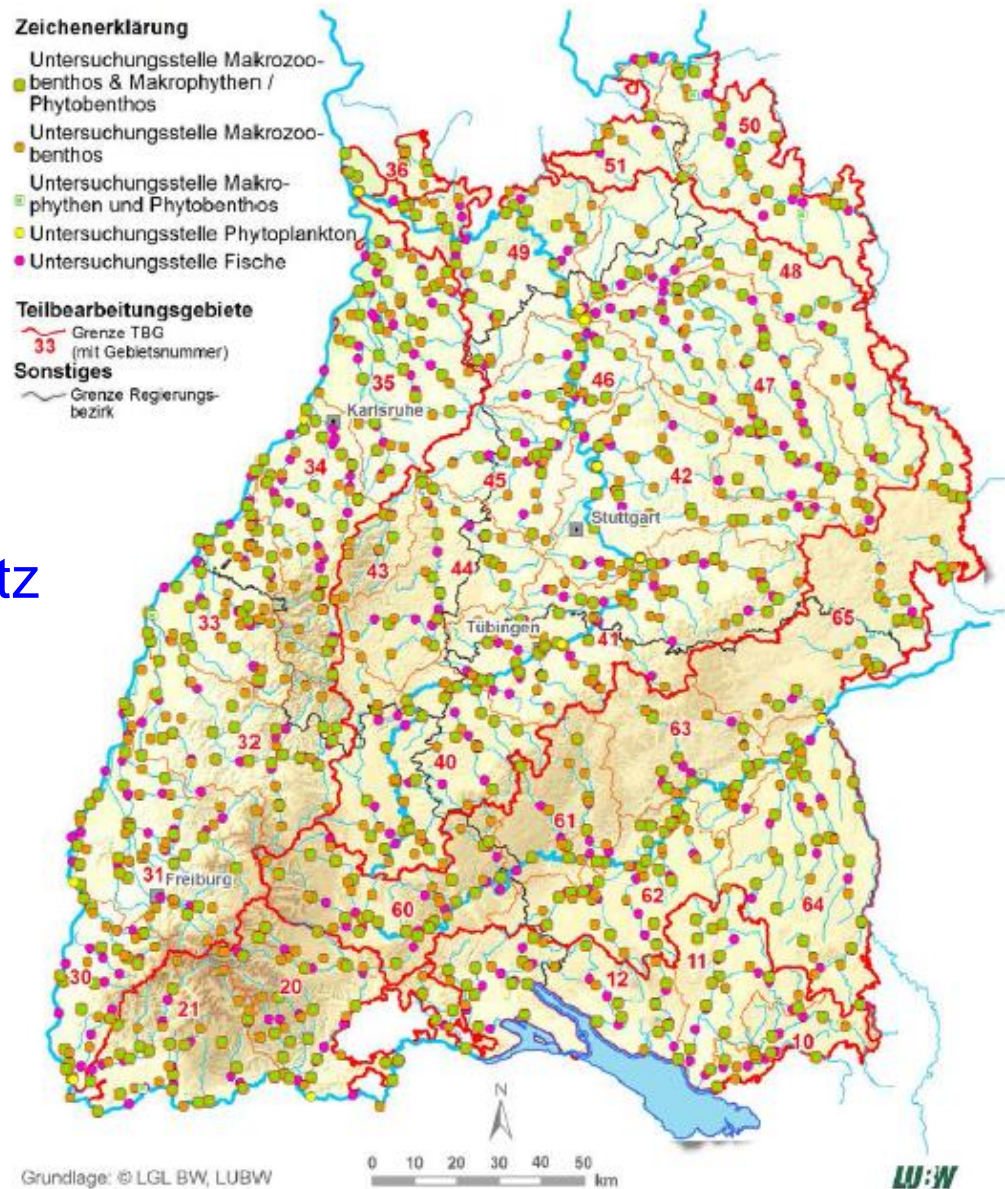 Zeichenerklärung
Untersuchungsstelle Makrozoo-
benthos & Makrophythen /
Phytobenthos
Untersuchungsstelle Makrozoo-
benthos
Untersuchungsstelle Makro-
phythen und Phytobenthos
Untersuchungsstelle Phytoplankton
Untersuchungsstelle Fische
Teilbearbeitungsgebiete
33 Grenze TBG
(mit Gebietsnummer)
Sonstiges
Grenze Regierungs-
bezirk
50
51
36
49
48
35
46
47
Karlsruhe
34
45
42
Stuttgart
tz
43
44
33
Tübingen
41
65
32
63
40
61
31
Freiburg
60
62
64
30
20
12
11
21
10
N
0 10 20 30 40 50
km
Grundlage: © LGL BW, LUBW
LU:W